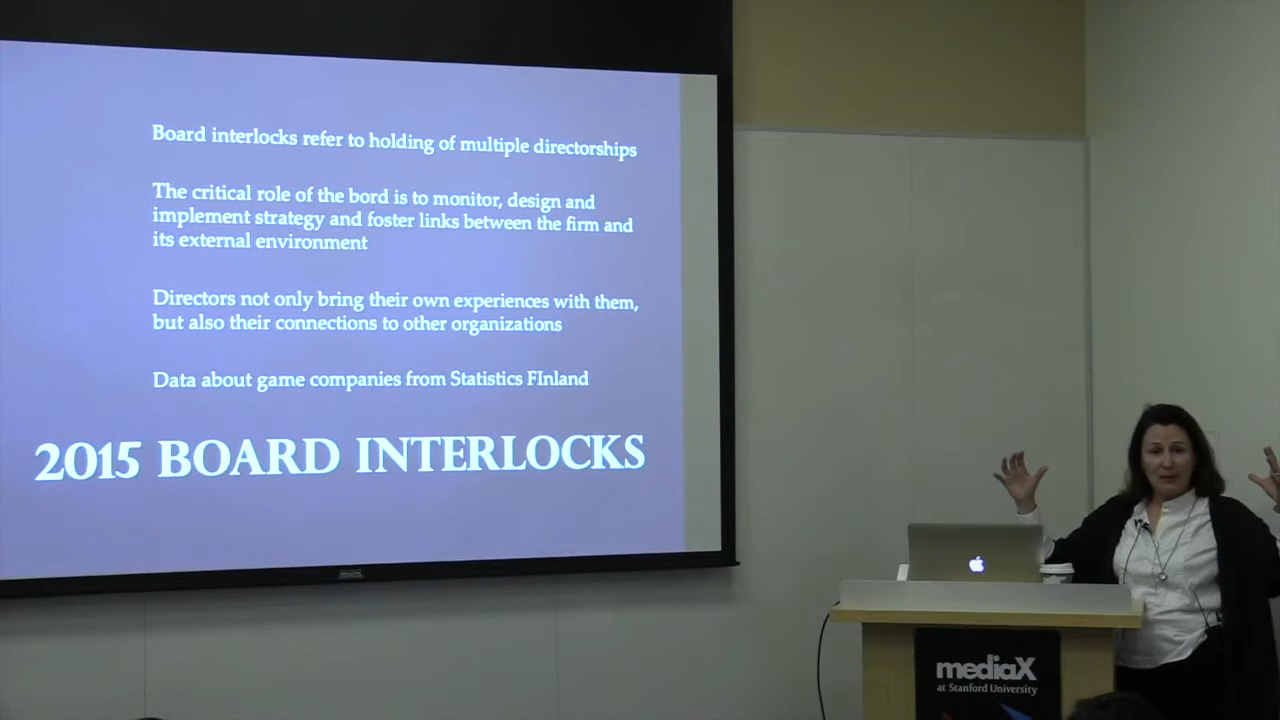 Board interlocks refer to holding of multiple directorships
The critical role of the bord is to monitor, design and
implement strategy and foster links between the firm and
its external environment
Directors not only bring their own experiences with them,
but also their connections to other organizations
Data about game companies from Statistics FInland
2015 BOARD INTERLOCKS
mediaX
at Stanford University